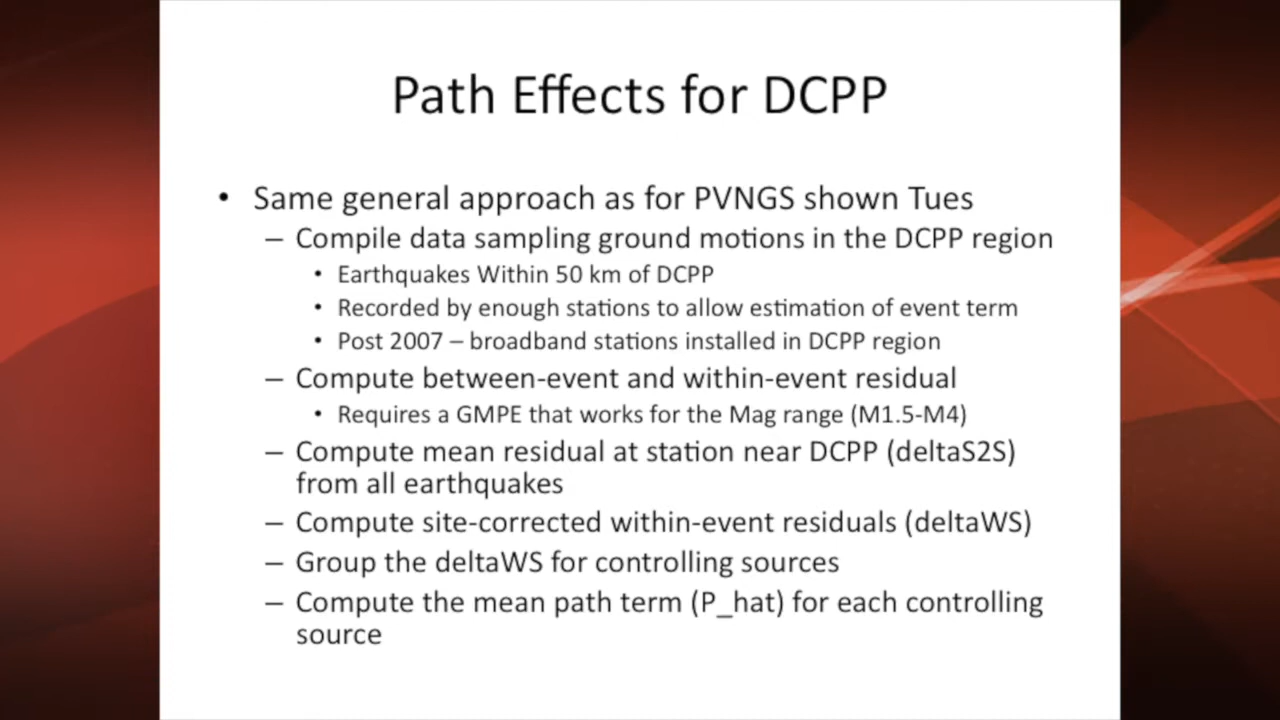 Path Effects for DCPP
• Same general approach as for PVNGS shown Tues
– Compile data sampling ground motions in the DCPP region
• Earthquakes Within 50 km of DCPP
• Recorded by enough stations to allow estimation of event term
• Post 2007 – broadband stations installed in DCPP region
– Compute between-event and within-event residual
• Requires a GMPE that works for the Mag range (M1.5-M4)
– Compute mean residual at station near DCPP (deltaS2S)
from all earthquakes
– Compute site-corrected within-event residuals (deltaWS)
– Group the deltaWS for controlling sources
– Compute the mean path term (P_hat) for each controlling
source